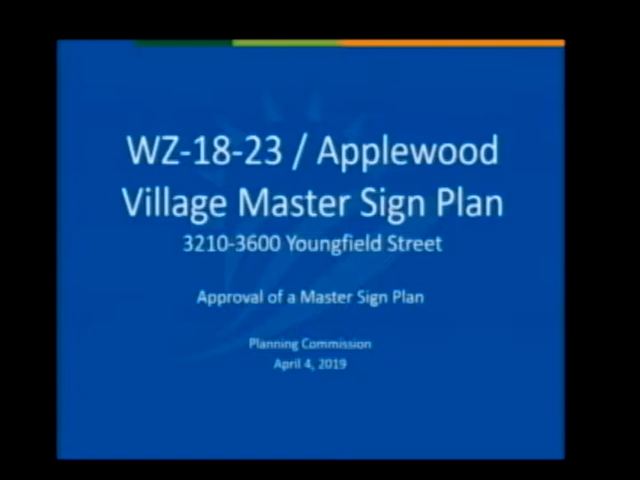 WZ-18-23 / Applewood
Village Master Sign Plan
3210-3600 Youngfield Street
Approval of a Master Sign Plan
Planning Commission
April 4, 2019